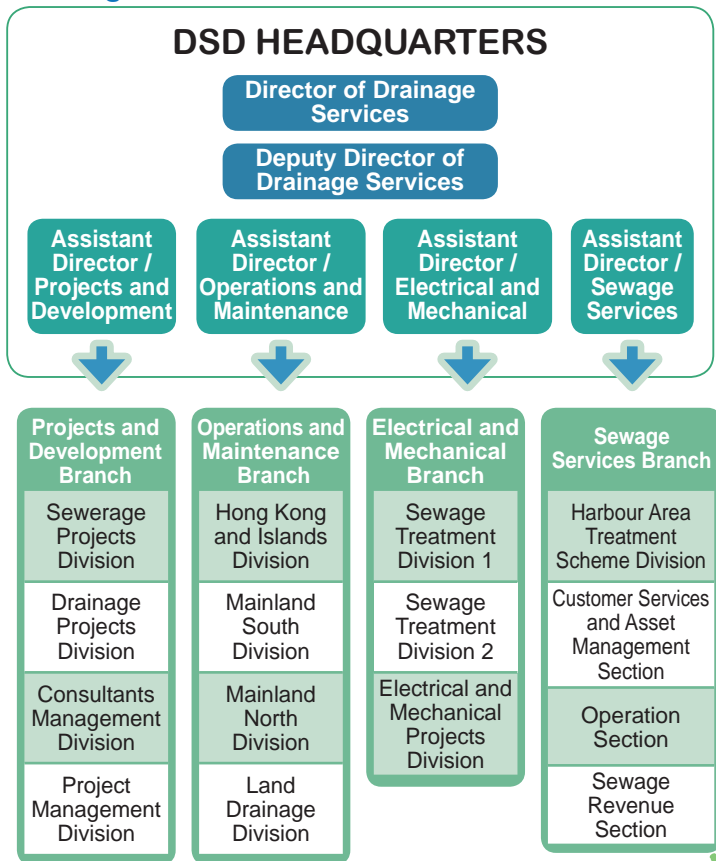 DSD HEADQUARTERS
Director of Drainage
Services
Deputy Director of
Drainage Services
Assistant
Director /
Projects and
Development
Assistant
Director /
Operations and
Maintenance
Assistant
Director /
Electrical and
Mechanical
Assistant
Director /
Sewage
Services
Projects and
Development
Branch
Sewerage
Projects
Division
Drainage
Projects
Division
Consultants
Management
Division
Project
Management
Division
Operations and
Maintenance
Branch
Hong Kong
and Islands
Division
Mainland
South
Division
Mainland
North
Division
Land
Drainage
Division
Electrical and
Mechanical
Branch
Sewage
Treatment
Division 1
Sewage
Treatment
Division 2
Electrical and
Mechanical
Projects
Division
Sewage
Services Branch
Harbour Area
Treatment
Scheme Division
Customer Services
and Asset
Management
Section
Operation
Section
Sewage
Revenue
Section